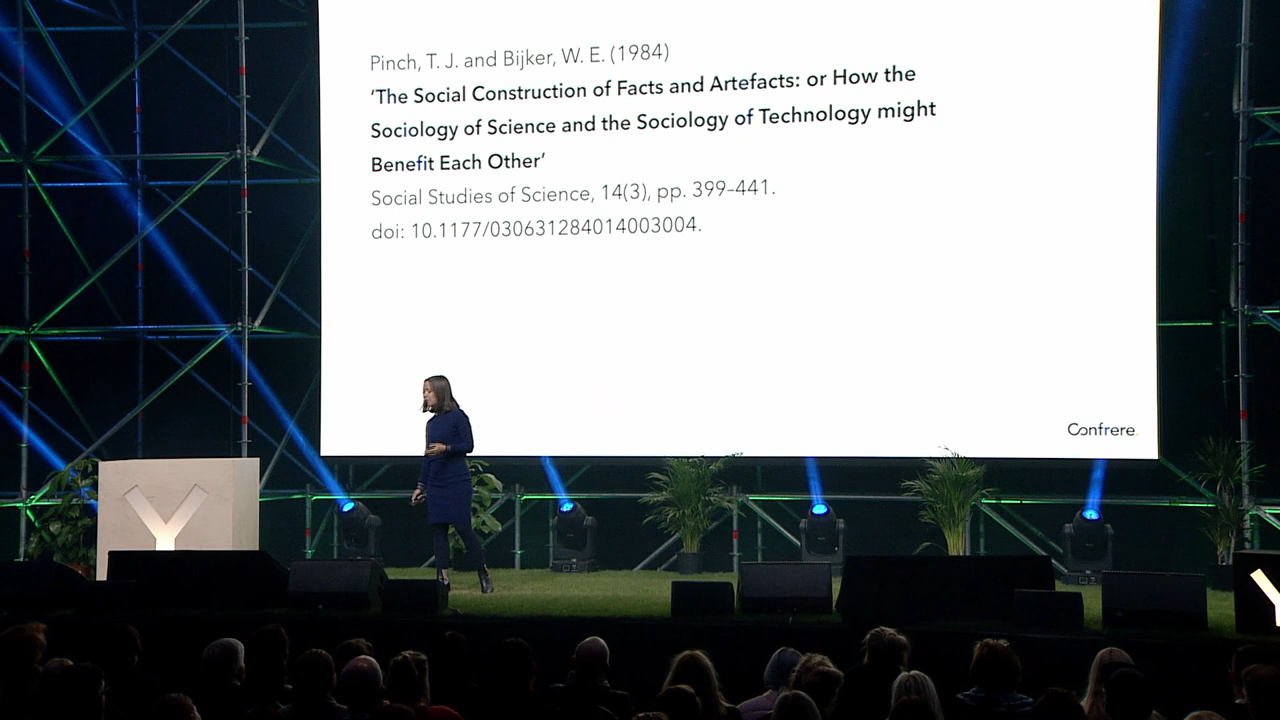 Pinch, T. J. and Bijker, W. E. (1984)
‘The Social Construction of Facts and Artefacts: or How the
Sociology of Science and the Sociology of Technology might
Benefit Each Other’
Social Studies of Science, 14(3), pp. 399–441.
doi: 10.1177/030631284014003004.
Confrere.
Y